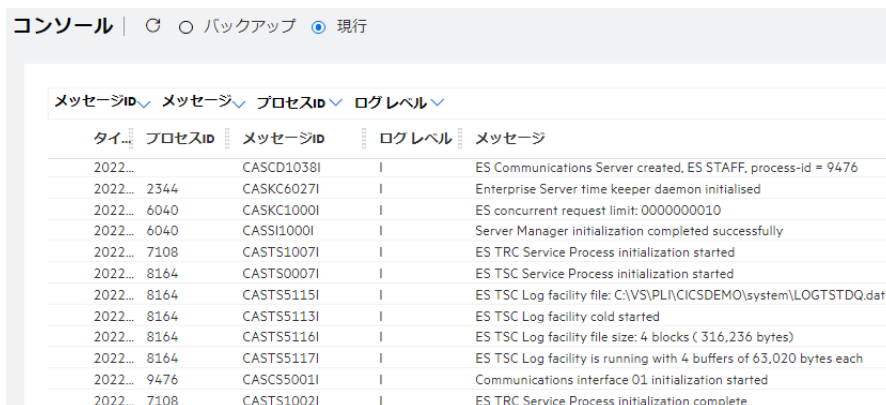 コンソール バックアップ 現行
メッセージID メッセージ プロセスID ログレベル
タイ... プロセスID メッセージID ログレベル メッセージ
2022... CASCD1038I I ES Communications Server created, ES STAFF, process-id = 9476
2022... 2344 CASKC6027I I Enterprise Server time keeper daemon initialised
2022... 6040 CASKC1000I I ES concurrent request limit: 0000000010
2022... 6040 CASSI1000I I Server Manager initialization completed successfully
2022... 7108 CASTS1007I I ES TRC Service Process initialization started
2022... 8164 CASTS0007I I ES TSC Service Process initialization started
2022... 8164 CASTS5115I I ES TSC Log facility file: C:\VS\PLI\CICSDEMO\system\LOGTSTDQ.dat
2022... 8164 CASTS5113I I ES TSC Log facility cold started
2022... 8164 CASTS5116I I ES TSC Log facility file size: 4 blocks ( 316,236 bytes)
2022... 8164 CASTS5117I I ES TSC Log facility is running with 4 buffers of 63,020 bytes each
2022... 9476 CASCS5001I I Communications interface 01 initialization started
2022... 7108 CASTS1002I I ES TRC Service Process initialization complete